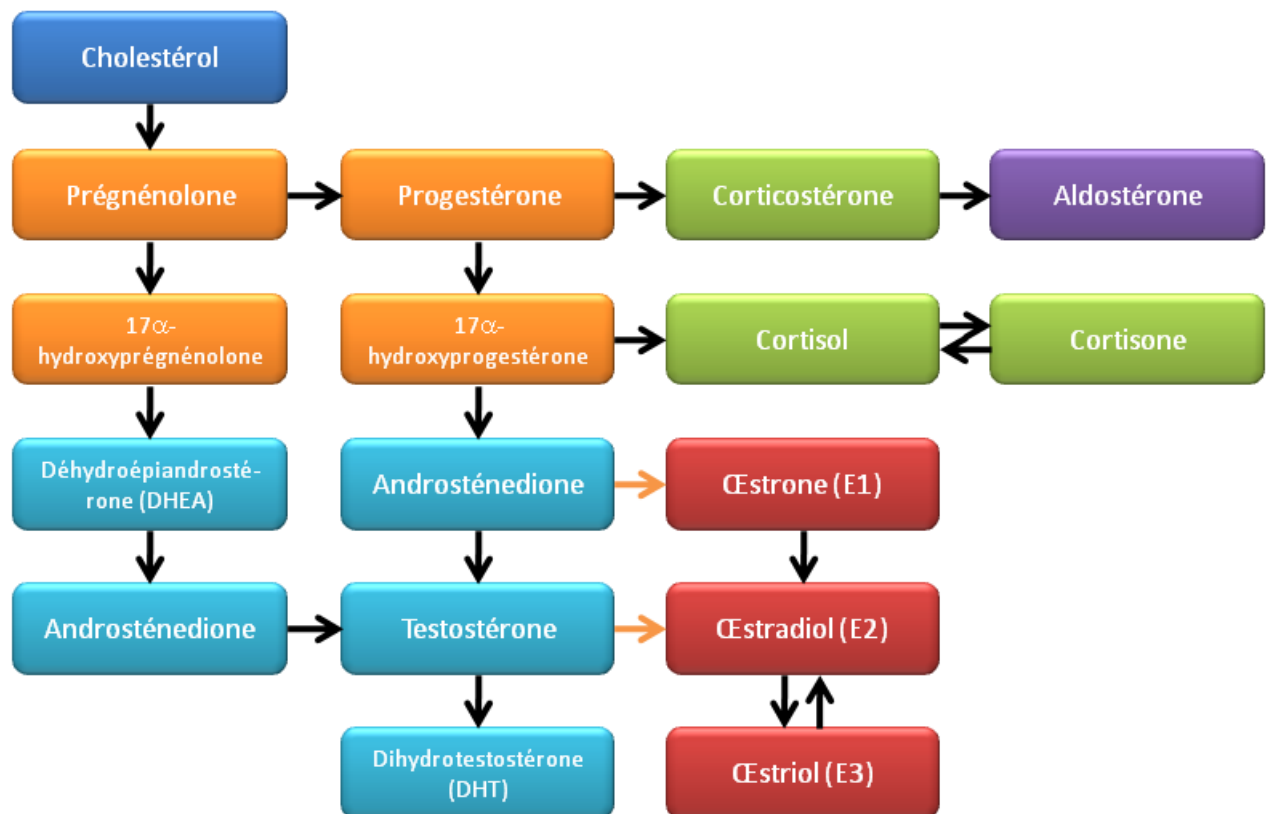 Cholestérol
Prégnénolone
Progestérone
Corticostérone
Aldostérone
17α-
hydroxyprégnénolone
17α-
hydroxyprogestérone
Cortisol
Cortisone
Déhydroépiandrosté-
rone (DHEA)
Androsténedione
Œstrone (E1)
Androsténedione
Testostérone
Œstradiol (E2)
Dihydrotestostérone
(DHT)
Œstriol (E3)